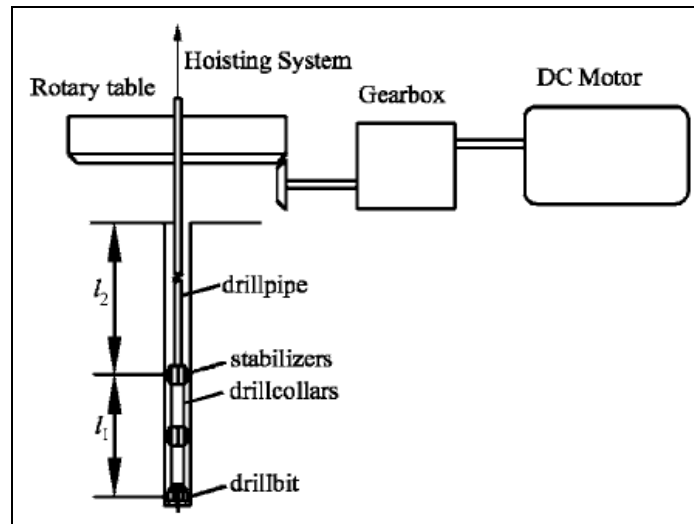 Hoisting System
Rotary table
Gearbox
DC Motor
l2
drillpipe
stabilizers
drillcollars
l1
drillbit